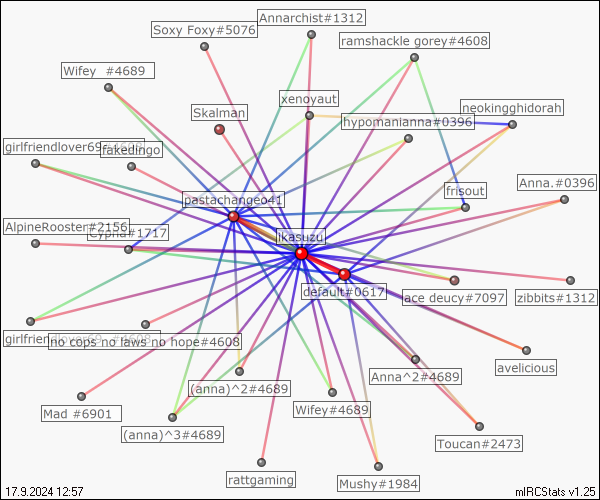 Annarchist#1312
Soxy Foxy#5076
ramshackle gorey#4608
Wifey #4689
xenoyaut
neokingghidorah
Skalman
hypomanianna#0396
girlfriendlover69
fakedingo
frisout
Anna.#0396
pastachangeo41
AlpineRooster#2156
Cypha#1717
ikasuzu
default#0617
ace deucy#7097
zibbits#1312
no cops no laws no hope#4608
avelicious
Anna^2#4689
(anna)^2#4689
Wifey#4689
Mad #6901
(anna)^3#4689
Toucan#2473
rattgaming
Mushy#1984
17.9.2024 12:57
mIRCStats v1.25